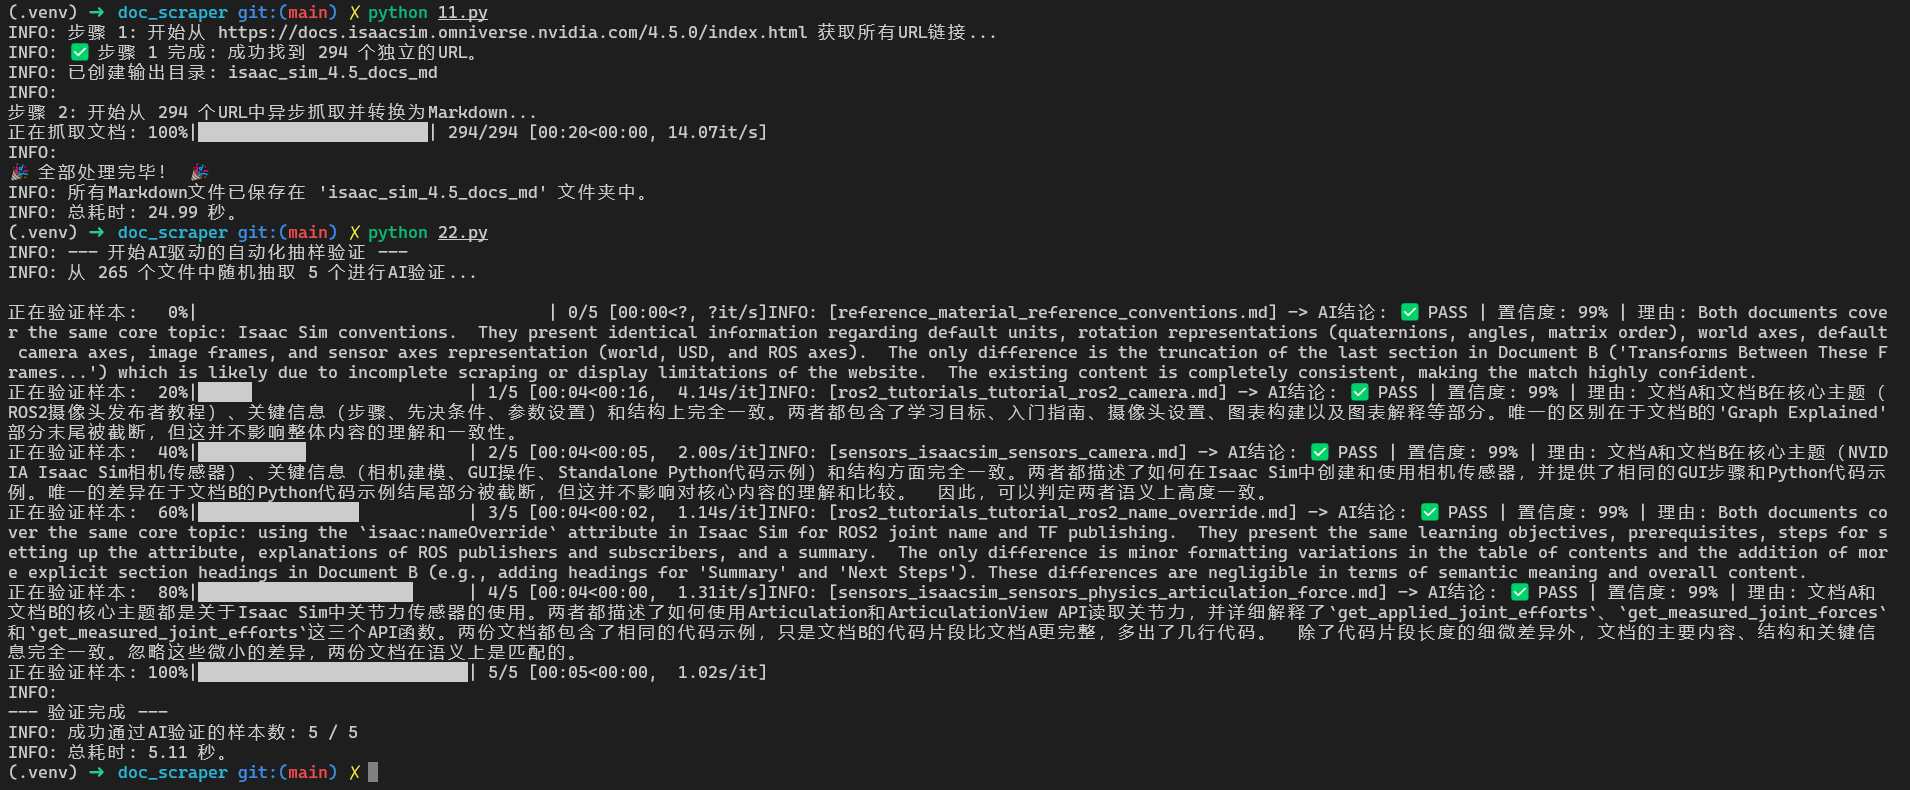 (.venv) ➜ doc_scraper git:(main) ✗ python 11.py
INFO: 步骤 1: 开始从 https://docs.isaacsim.omniverse.nvidia.com/4.5.0/index.html 获取所有URL链接...
INFO: ✅ 步骤 1 完成: 成功找到 294 个独立的URL。
INFO: 已创建输出目录: isaac_sim_4.5_docs_md
INFO:
步骤 2: 开始从 294 个URL中异步抓取并转换为Markdown...
正在抓取文档: 100%|██████████| 294/294 [00:20<00:00, 14.07it/s]
INFO:
🎉 全部处理完毕! 🎉
INFO: 所有Markdown文件已保存在 'isaac_sim_4.5_docs_md' 文件夹中。
INFO: 总耗时: 24.99 秒。
(.venv) ➜ doc_scraper git:(main) ✗ python 22.py
INFO: --- 开始AI驱动的自动化抽样验证 ---
INFO: 从 265 个文件中随机抽取 5 个进行AI验证...
正在验证样本:   0%|          | 0/5 [00:00<?, ?it/s]INFO: [reference_material_reference_conventions.md] -> AI结论: ✅ PASS | 置信度: 99% | 理由: Both documents cove
r the same core topic: Isaac Sim conventions.  They present identical information regarding default units, rotation representations (quaternions, angles, matrix order), world axes, default
 camera axes, image frames, and sensor axes representation (world, USD, and ROS axes).  The only difference is the truncation of the last section in Document B ('Transforms Between These F
rames...') which is likely due to incomplete scraping or display limitations of the website.  The existing content is completely consistent, making the match highly confident.
正在验证样本:  20%|██        | 1/5 [00:04<00:16,  4.14s/it]INFO: [ros2_tutorials_tutorial_ros2_camera.md] -> AI结论: ✅ PASS | 置信度: 99% | 理由: 文档A和文档B在核心主题（
ROS2摄像头发布者教程）、关键信息（步骤、先决条件、参数设置）和结构上完全一致。两者都包含了学习目标、入门指南、摄像头设置、图表构建以及图表解释等部分。唯一的区别在于文档B的'Graph Explained'
部分末尾被截断，但这并不影响整体内容的理解和一致性。
正在验证样本:  40%|████      | 2/5 [00:04<00:05,  2.00s/it]INFO: [sensors_isaacsim_sensors_camera.md] -> AI结论: ✅ PASS | 置信度: 99% | 理由: 文档A和文档B在核心主题（NVID
IA Isaac Sim相机传感器）、关键信息（相机建模、GUI操作、Standalone Python代码示例）和结构方面完全一致。两者都描述了如何在Isaac Sim中创建和使用相机传感器，并提供了相同的GUI步骤和Python代码示
例。唯一的差异在于文档B的Python代码示例结尾部分被截断，但这并不影响对核心内容的理解和比较。  因此，可以判定两者语义上高度一致。
正在验证样本:  60%|██████    | 3/5 [00:04<00:02,  1.14it/s]INFO: [ros2_tutorials_tutorial_ros2_name_override.md] -> AI结论: ✅ PASS | 置信度: 99% | 理由: Both documents co
ver the same core topic: using the `isaac:nameOverride` attribute in Isaac Sim for ROS2 joint name and TF publishing.  They present the same learning objectives, prerequisites, steps for s
etting up the attribute, explanations of ROS publishers and subscribers, and a summary.  The only difference is minor formatting variations in the table of contents and the addition of mor
e explicit section headings in Document B (e.g., adding headings for 'Summary' and 'Next Steps'). These differences are negligible in terms of semantic meaning and overall content.
正在验证样本:  80%|████████  | 4/5 [00:04<00:00,  1.31it/s]INFO: [sensors_isaacsim_sensors_physics_articulation_force.md] -> AI结论: ✅ PASS | 置信度: 99% | 理由: 文档A和
文档B的核心主题都是关于Isaac Sim中关节力传感器的使用。两者都描述了如何使用Articulation和ArticulationView API读取关节力，并详细解释了`get_applied_joint_efforts`、`get_measured_joint_forces`
和`get_measured_joint_efforts`这三个API函数。两份文档都包含了相同的代码示例，只是文档B的代码片段比文档A更完整，多出了几行代码。  除了代码片段长度的细微差异外，文档的主要内容、结构和关键信
息完全一致。忽略这些微小的差异，两份文档在语义上是匹配的。
正在验证样本: 100%|██████████| 5/5 [00:05<00:00,  1.02s/it]
INFO:
--- 验证完成 ---
INFO: 成功通过AI验证的样本数: 5 / 5
INFO: 总耗时: 5.11 秒。
(.venv) ➜ doc_scraper git:(main) ✗